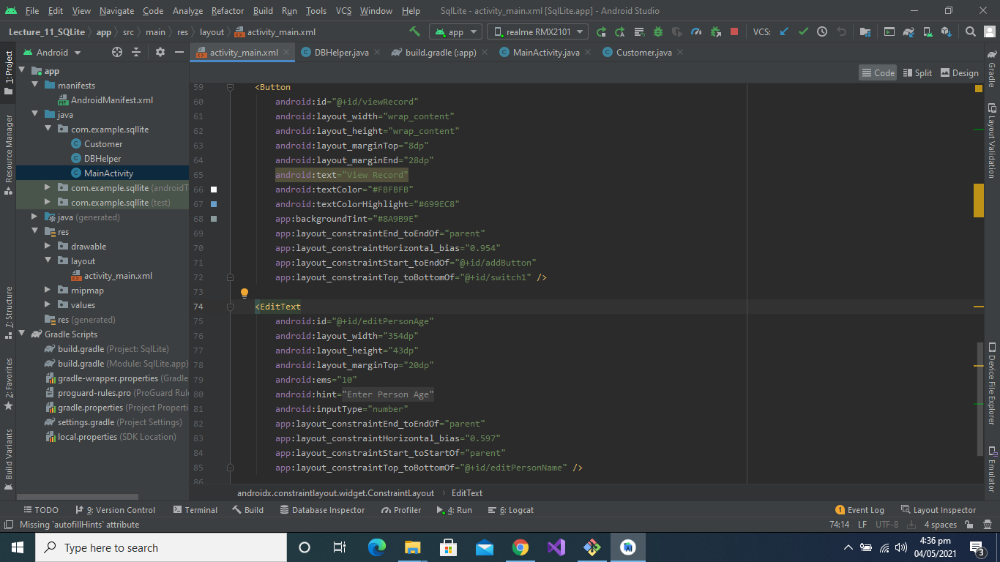 File Edit View Navigate Code Analyze Refactor Build Run Tools VCS Window Help SqlLite - activity_main.xml [SqlLite.app] - Android Studio
Lecture_11_SQLite app src main res layout activity_main.xml app realme RMX2101 VCS:
1: Project
Resource Manager
7: Structure
2: Favorites
Build Variants
Android
app
manifests
AndroidManifest.xml
java
com.example.sqllite
Customer
DBHelper
MainActivity
com.example.sqllite (androidT
com.example.sqllite (test)
java (generated)
res
drawable
layout
activity_main.xml
mipmap
values
res (generated)
Gradle Scripts
build.gradle (Project: SqlLite)
build.gradle (Module: SqlLite.app)
gradle-wrapper.properties (Gradle
proguard-rules.pro (ProGuard Rule
gradle.properties (Project Properti
settings.gradle (Project Settings)
local.properties (SDK Location)
activity_main.xml DBHelper.java build.gradle (:app) MainActivity.java Customer.java
Code Split Design
59 <Button
60 android:id="@+id/viewRecord"
61 android:layout_width="wrap_content"
62 android:layout_height="wrap_content"
63 android:layout_marginTop="8dp"
64 android:layout_marginEnd="28dp"
65 android:text="View Record"
66 android:textColor="#FBFBFB"
67 android:textColorHighlight="#699EC8"
68 app:backgroundTint="#8A9B9E"
69 app:layout_constraintEnd_toEndOf="parent"
70 app:layout_constraintHorizontal_bias="0.954"
71 app:layout_constraintStart_toEndOf="@+id/addButton"
72 app:layout_constraintTop_toBottomOf="@+id/switch1" />
73
74 <EditText
75 android:id="@+id/editPersonAge"
76 android:layout_width="354dp"
77 android:layout_height="43dp"
78 android:layout_marginTop="20dp"
79 android:ems="10"
80 android:hint="Enter Person Age"
81 android:inputType="number"
82 app:layout_constraintEnd_toEndOf="parent"
83 app:layout_constraintHorizontal_bias="0.597"
84 app:layout_constraintStart_toStartOf="parent"
85 app:layout_constraintTop_toBottomOf="@+id/editPersonName" />
86
androidx.constraintlayout.widget.ConstraintLayout EditText
Gradle
Layout Validation
Device File Explorer
Emulator
TODO 9: Version Control Terminal Build Database Inspector Profiler 4: Run 6: Logcat 1 Event Log Layout Inspector
Missing `autofillHints` attribute 74:14 LF UTF-8 4 spaces
Type here to search
4:36 pm
04/05/2021
3